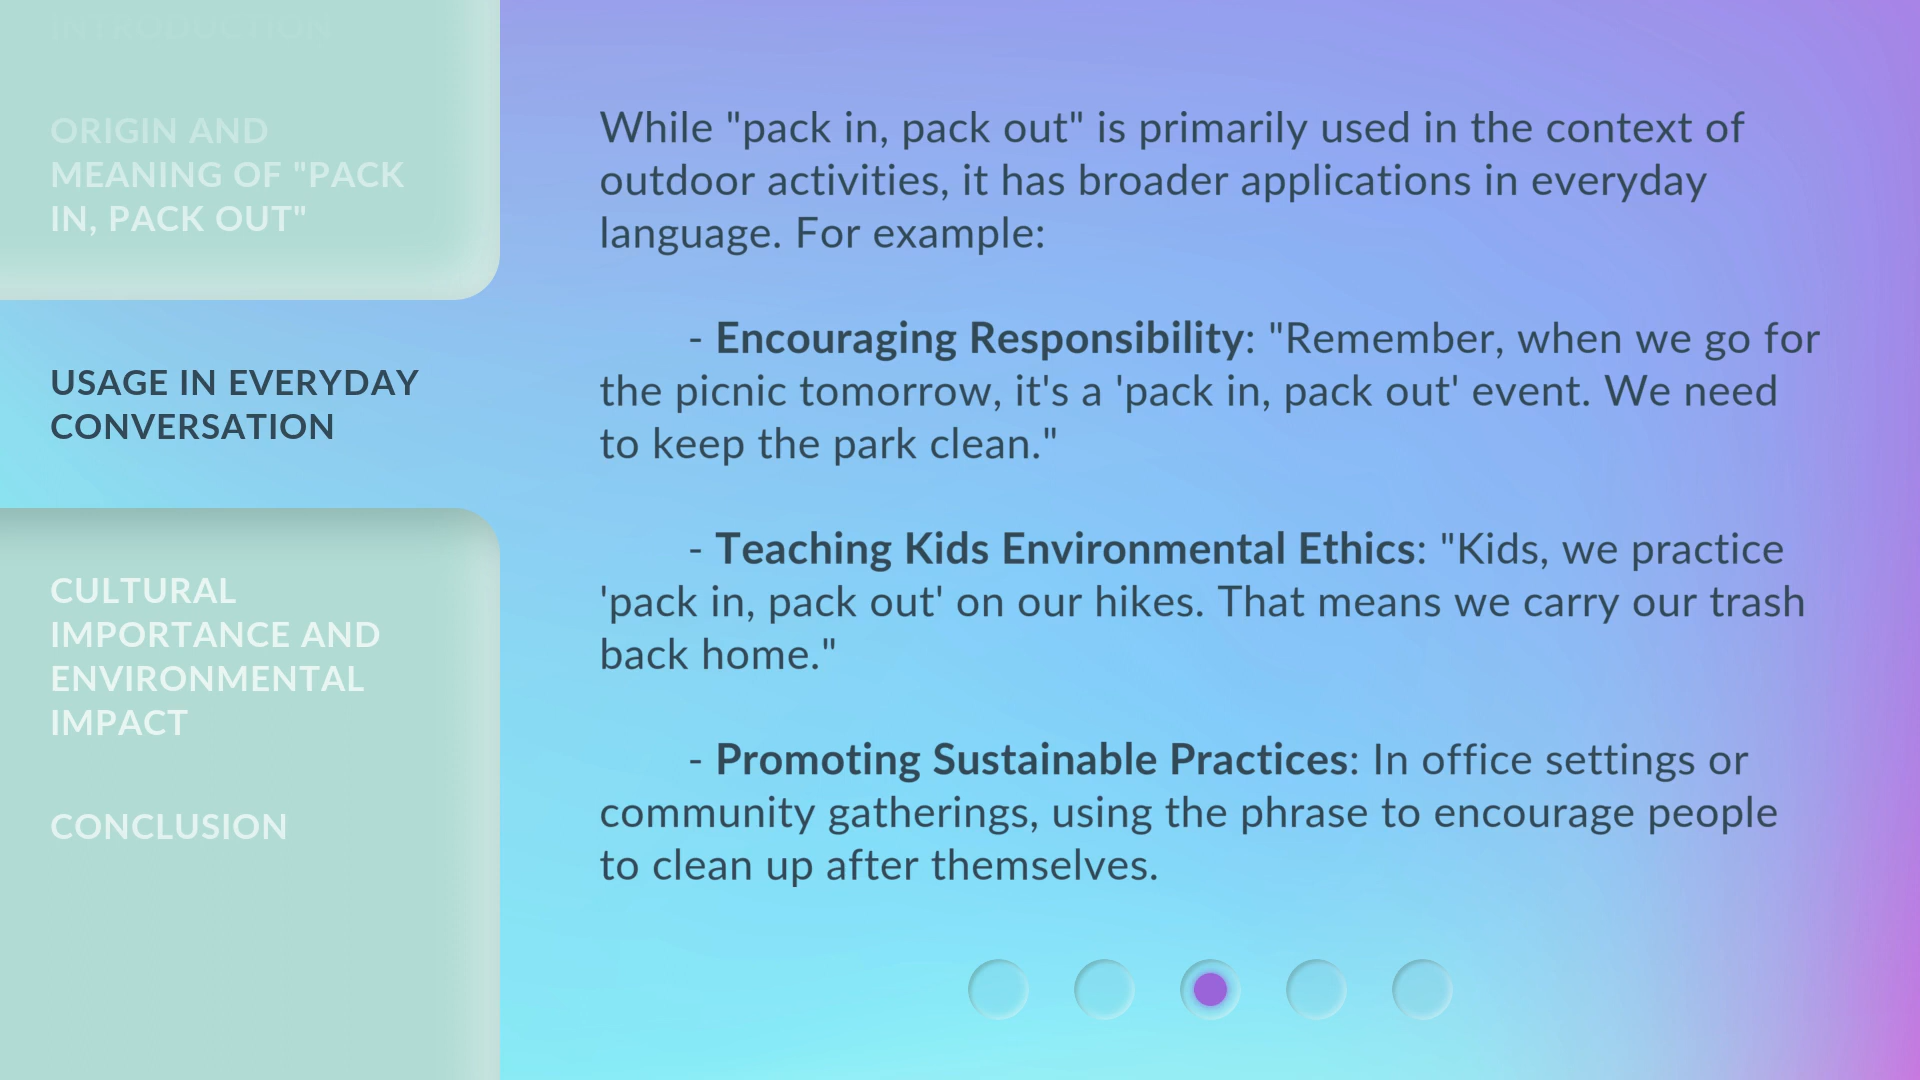 INTRODUCTION
ORIGIN AND
MEANING OF "PACK
IN, PACK OUT"
USAGE IN EVERYDAY
CONVERSATION
CULTURAL
IMPORTANCE AND
ENVIRONMENTAL
IMPACT
CONCLUSION
While "pack in, pack out" is primarily used in the context of
outdoor activities, it has broader applications in everyday
language. For example:
- Encouraging Responsibility: "Remember, when we go for
the picnic tomorrow, it's a 'pack in, pack out' event. We need
to keep the park clean."
- Teaching Kids Environmental Ethics: "Kids, we practice
'pack in, pack out' on our hikes. That means we carry our trash
back home."
- Promoting Sustainable Practices: In office settings or
community gatherings, using the phrase to encourage people
to clean up after themselves.